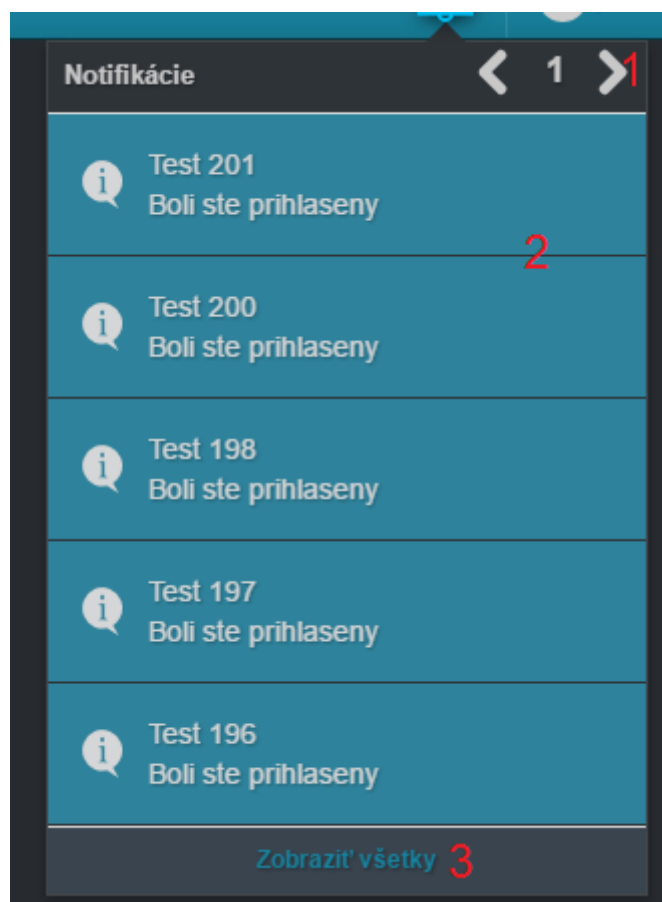 Notifikácie 1 1
Test 201
Boli ste prihlaseny
2
Test 200
Boli ste prihlaseny
Test 198
Boli ste prihlaseny
Test 197
Boli ste prihlaseny
Test 196
Boli ste prihlaseny
Zobraziť všetky 3